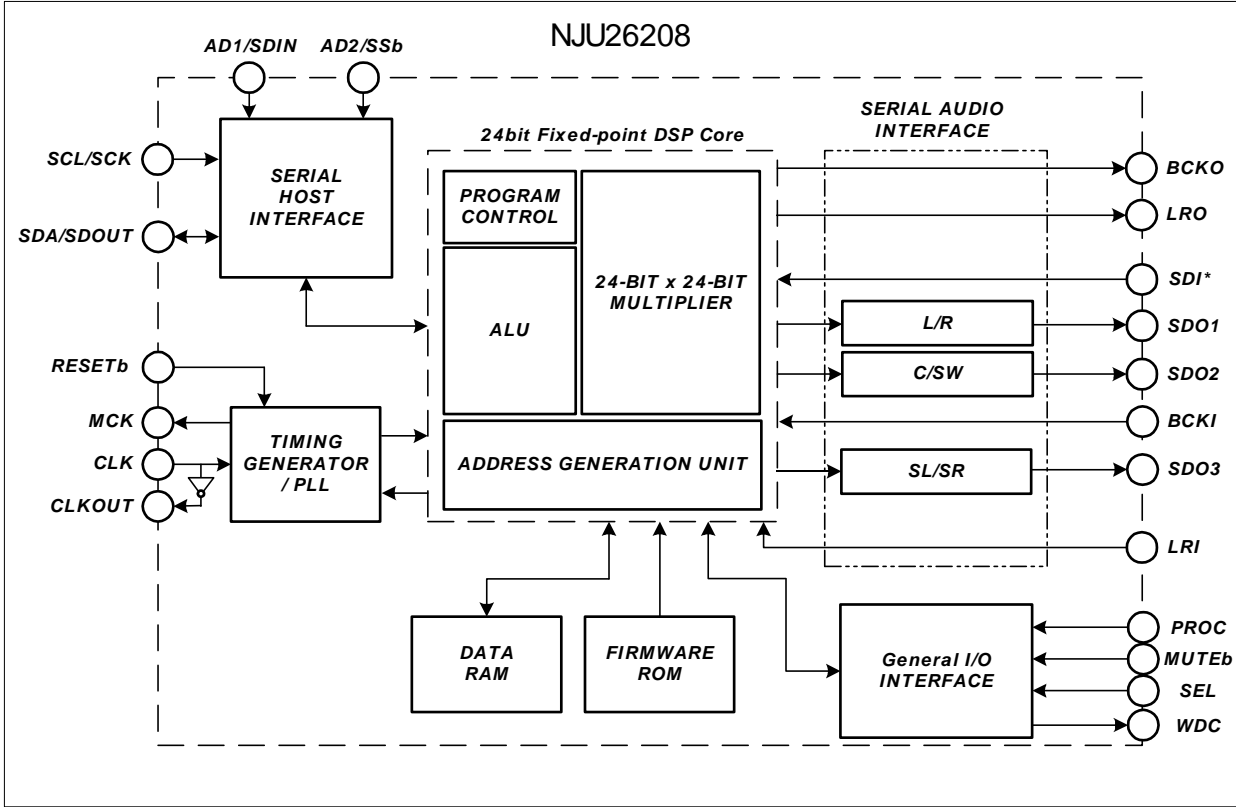 NJU26208
AD1/SDIN
AD2/SSb
SCL/SCK
SDA/SDOUT
SERIAL
HOST
INTERFACE
RESETb
MCK
CLK
CLKOUT
TIMING
GENERATOR
/ PLL
24bit Fixed-point DSP Core
PROGRAM
CONTROL
ALU
24-BIT x 24-BIT
MULTIPLIER
ADDRESS GENERATION UNIT
DATA
RAM
FIRMWARE
ROM
SERIAL AUDIO
INTERFACE
L/R
C/SW
SL/SR
General I/O
INTERFACE
BCKO
LRO
SDI*
SDO1
SDO2
BCKI
SDO3
LRI
PROC
MUTEb
SEL
WDC